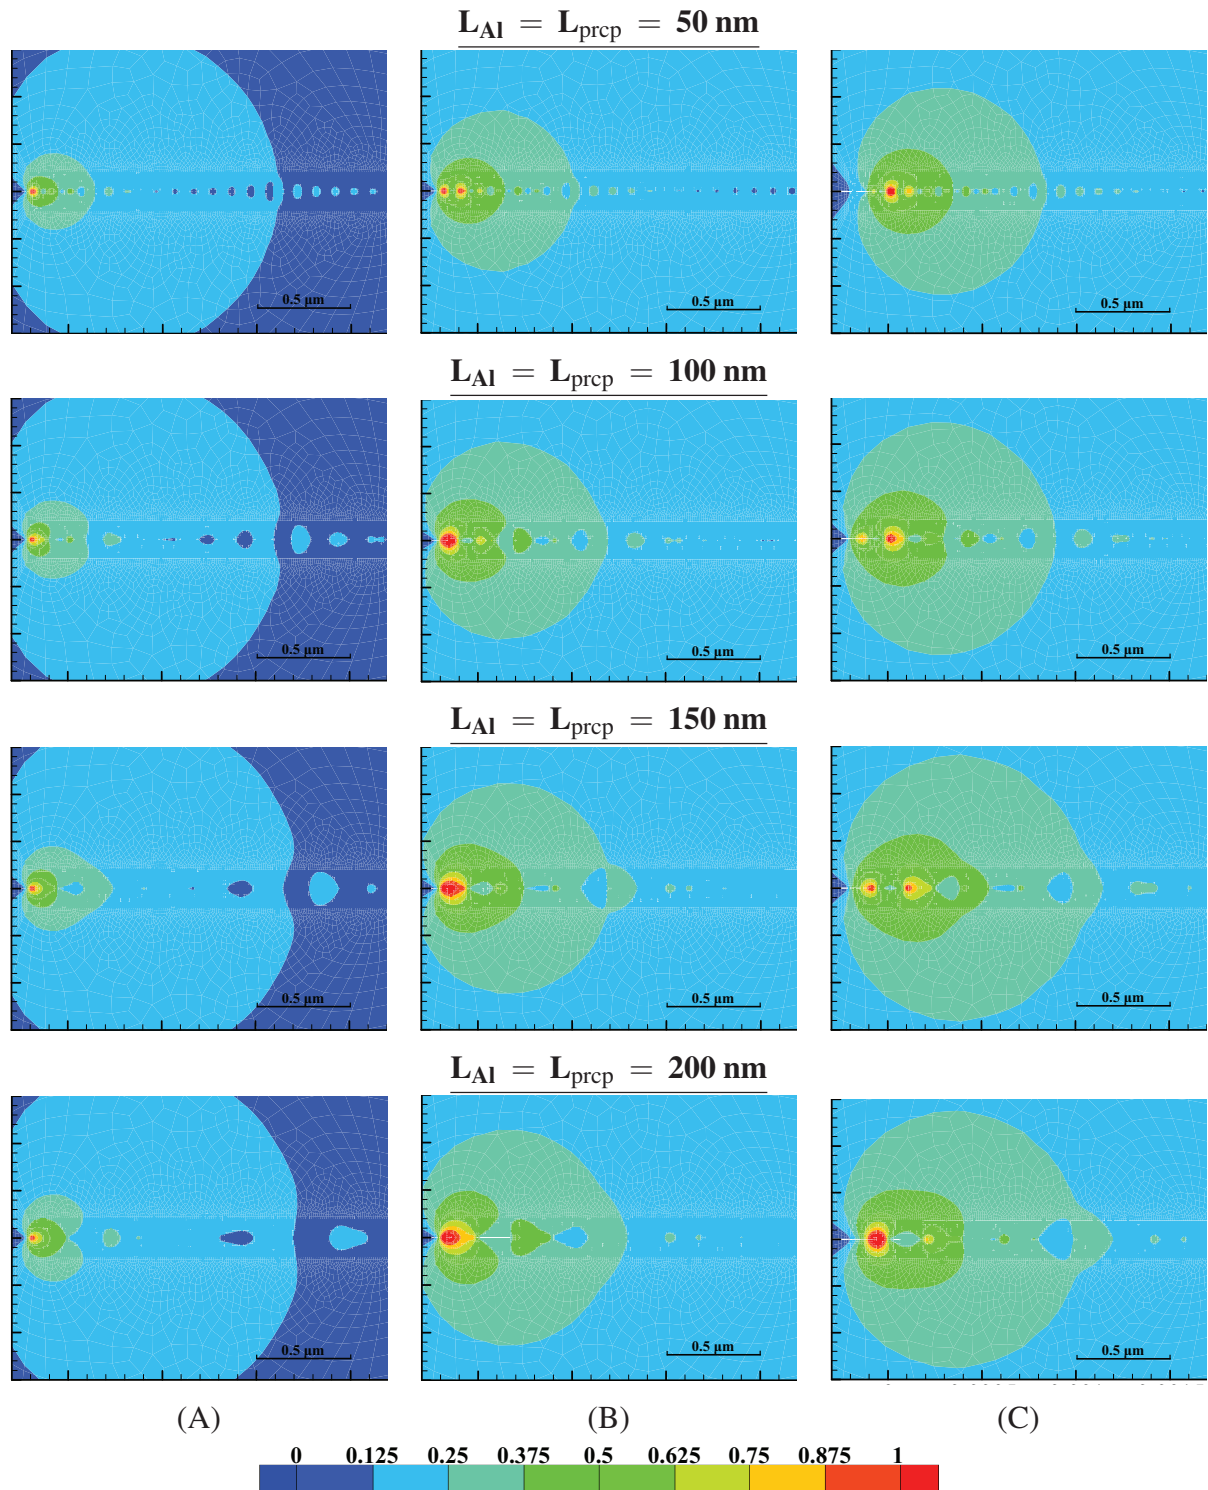 L_Al = L_prcp = 50 nm
0.5 µm 0.5 µm 0.5 µm
L_Al = L_prcp = 100 nm
0.5 µm 0.5 µm 0.5 µm
L_Al = L_prcp = 150 nm
0.5 µm 0.5 µm 0.5 µm
L_Al = L_prcp = 200 nm
0.5 µm 0.5 µm 0.5 µm
(A) (B) (C)
0 0.125 0.25 0.375 0.5 0.625 0.75 0.875 1